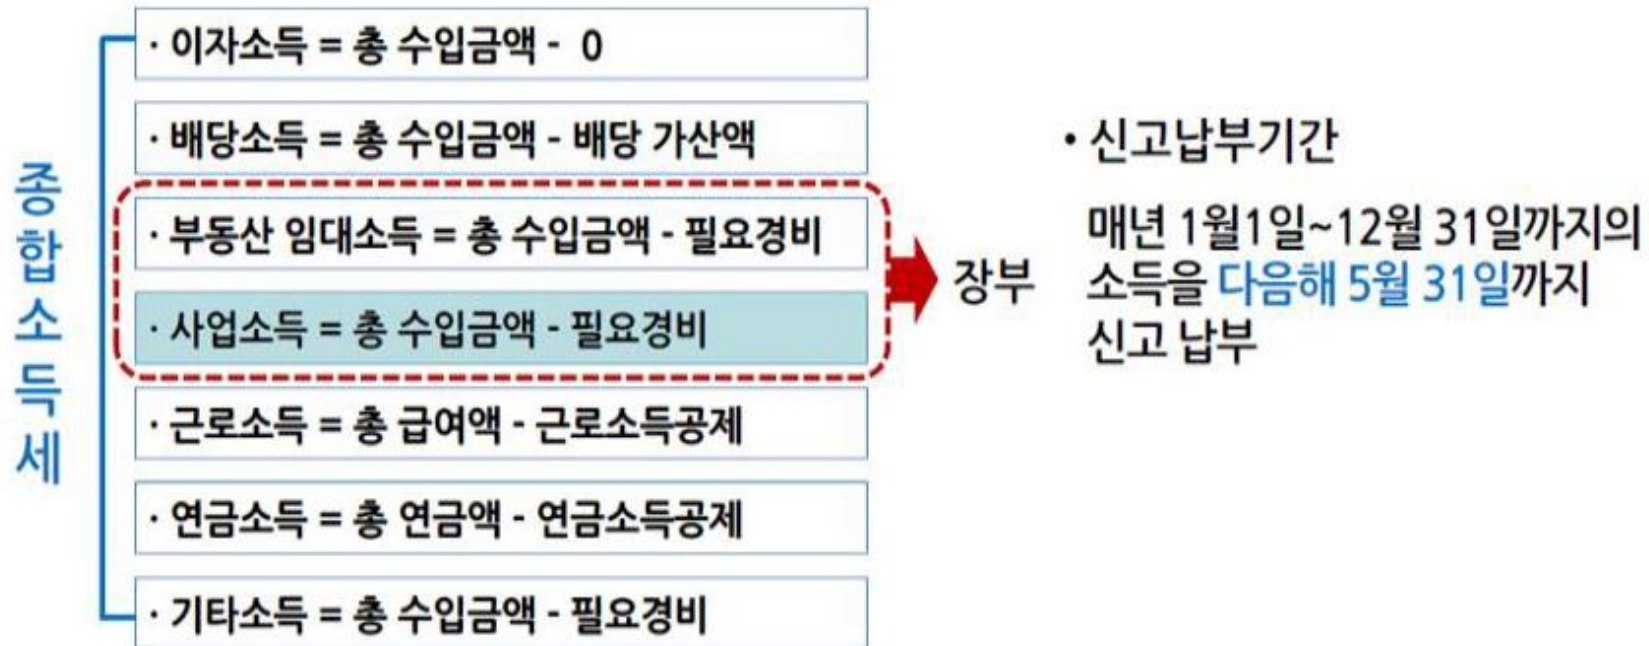 종합소득세
· 이자소득 = 총 수입금액 - 0
· 배당소득 = 총 수입금액 - 배당 가산액
· 부동산 임대소득 = 총 수입금액 - 필요경비
· 사업소득 = 총 수입금액 - 필요경비
· 근로소득 = 총 급여액 - 근로소득공제
· 연금소득 = 총 연금액 - 연금소득공제
· 기타소득 = 총 수입금액 - 필요경비
장부
• 신고납부기간
매년 1월1일~12월 31일까지의
소득을 다음해 5월 31일까지
신고 납부